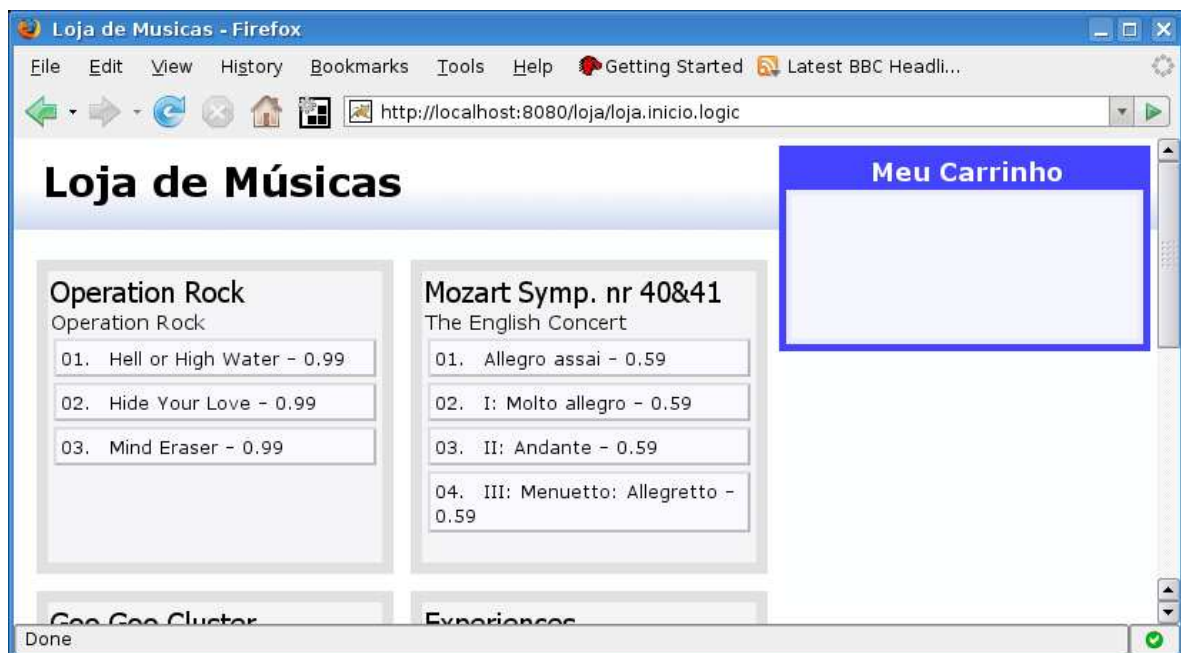 Loja de Musicas - Firefox
File Edit View History Bookmarks Tools Help Getting Started Latest BBC Headli...
http://localhost:8080/loja/loja.inicio.logic
Loja de Músicas
Meu Carrinho
Operation Rock
Operation Rock
01. Hell or High Water - 0.99
02. Hide Your Love - 0.99
03. Mind Eraser - 0.99
Mozart Symp. nr 40&41
The English Concert
01. Allegro assai - 0.59
02. I: Molto allegro - 0.59
03. II: Andante - 0.59
04. III: Menuetto: Allegretto -
0.59
Goo Goo Cluster
Experiences
Done